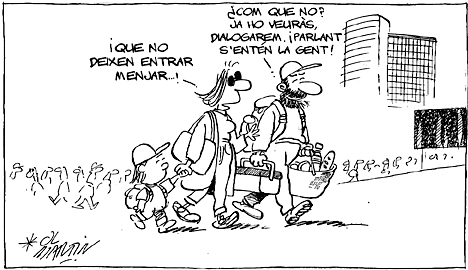 ¡QUE NO
DEIXEN ENTRAR
MENJAR...!
¿COM QUE NO?
JA HO VEURÀS,
DIALOGAREM. ¡PARLANT
S'ENTÉN LA GENT!